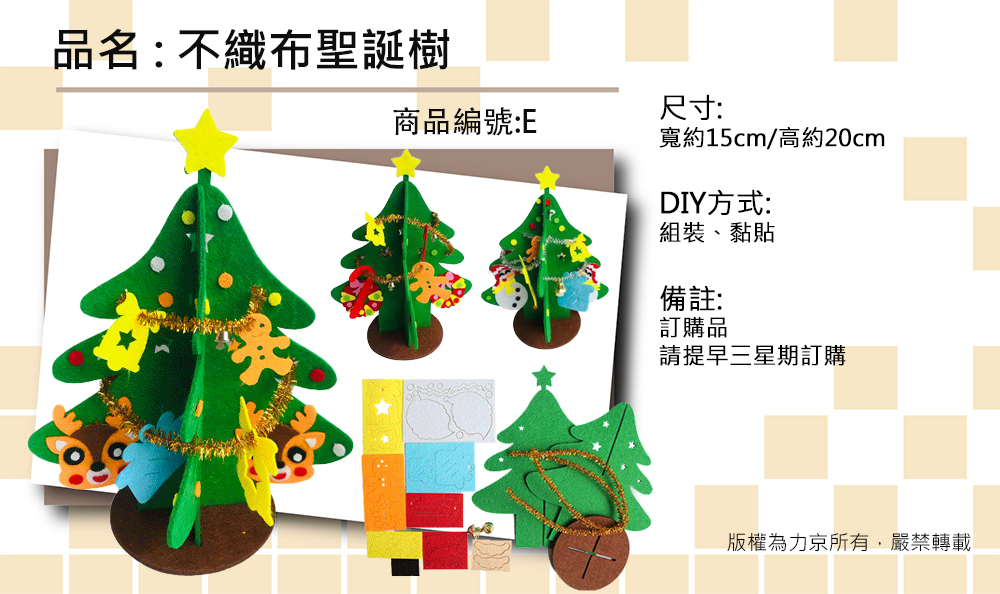 品名 : 不織布聖誕樹
商品編號:E
尺寸:
寬約15cm/高約20cm
DIY方式:
組裝、黏貼
備註:
訂購品
請提早三星期訂購
版權為力京所有，嚴禁轉載